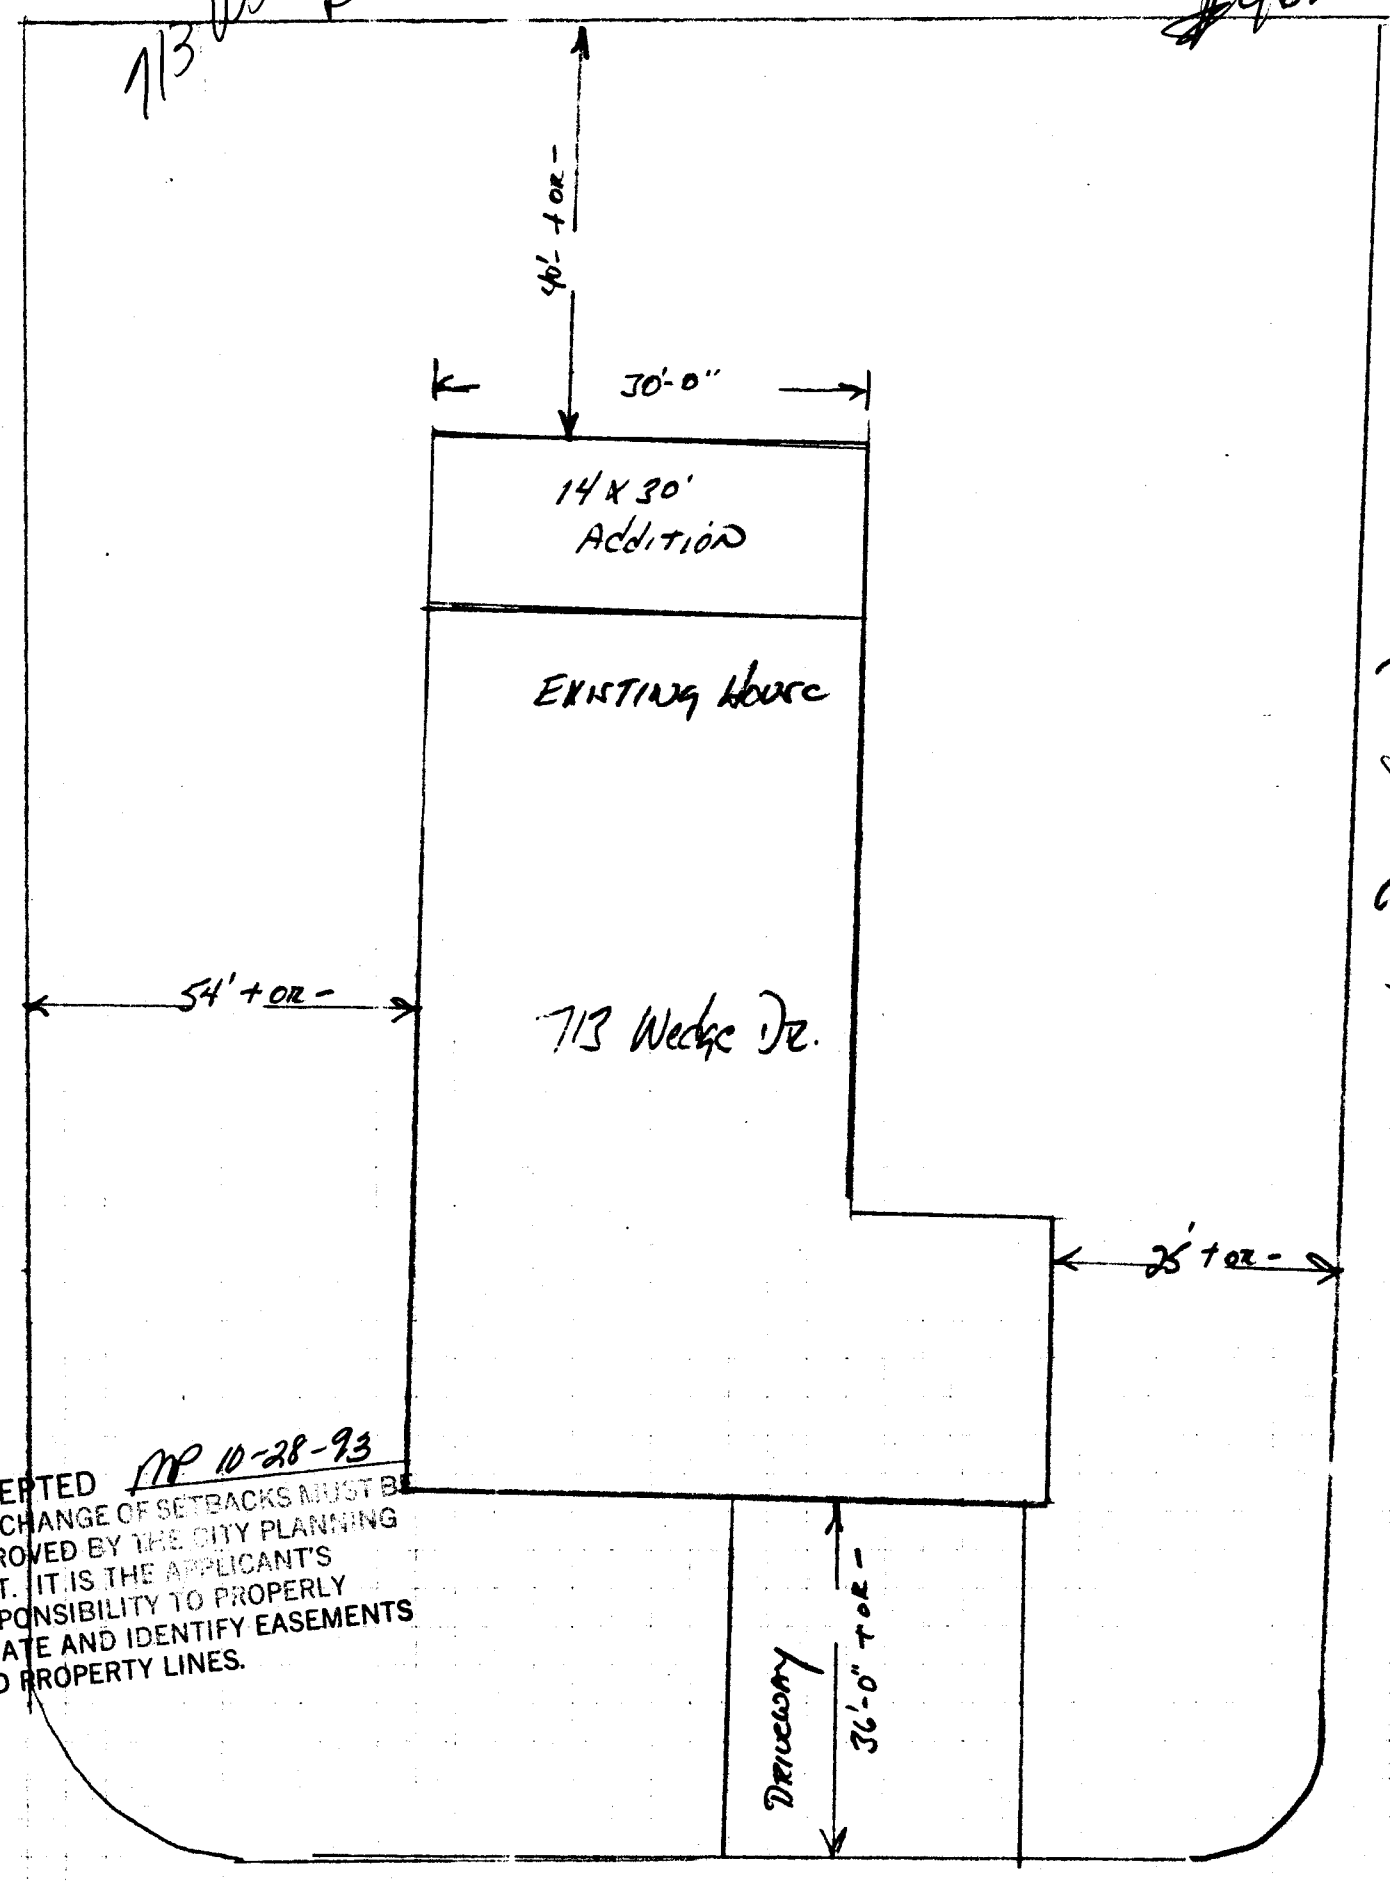 713
40'- + OR -
30'-0"
14 X 30'
Addition
Existing House
54' + OR -
713 Wedge Dr.
25' + OR -
MP 10-28-93
EPTED
CHANGE OF SETBACKS MUST BE
ROVED BY THE CITY PLANNING
T. IT IS THE APPLICANT'S
PONSIBILITY TO PROPERLY
ATE AND IDENTIFY EASEMENTS
D PROPERTY LINES.
DRIVEWAY
36'-0" + OR -